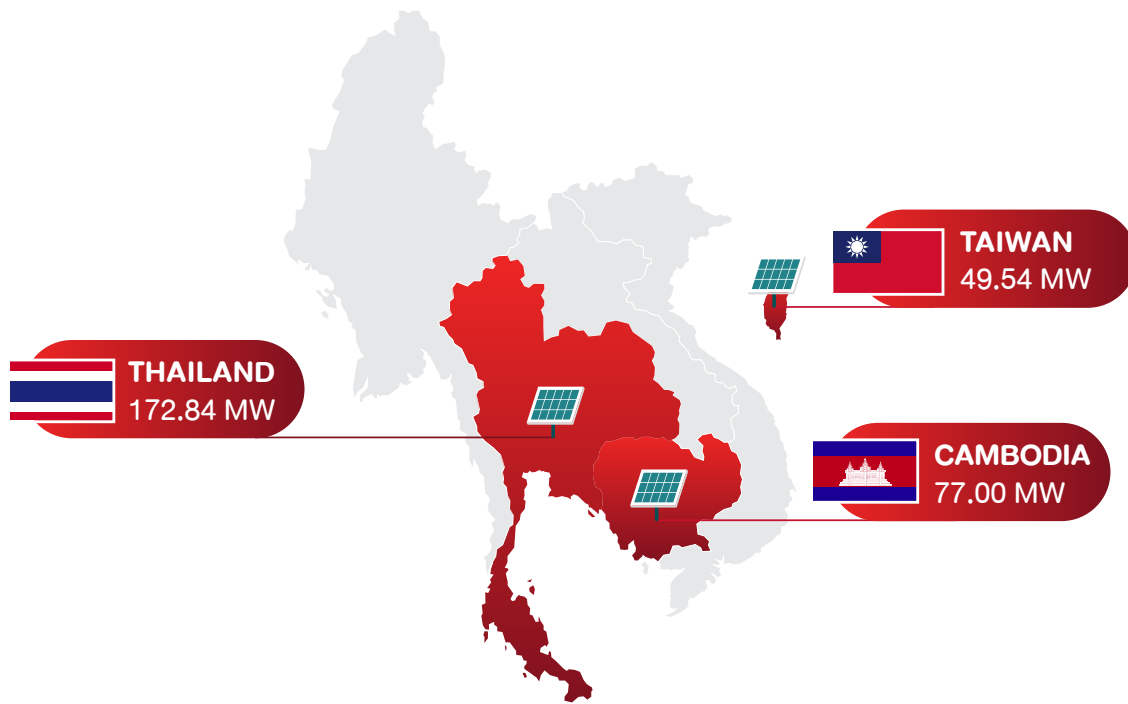 TAIWAN
49.54 MW
THAILAND
172.84 MW
CAMBODIA
77.00 MW